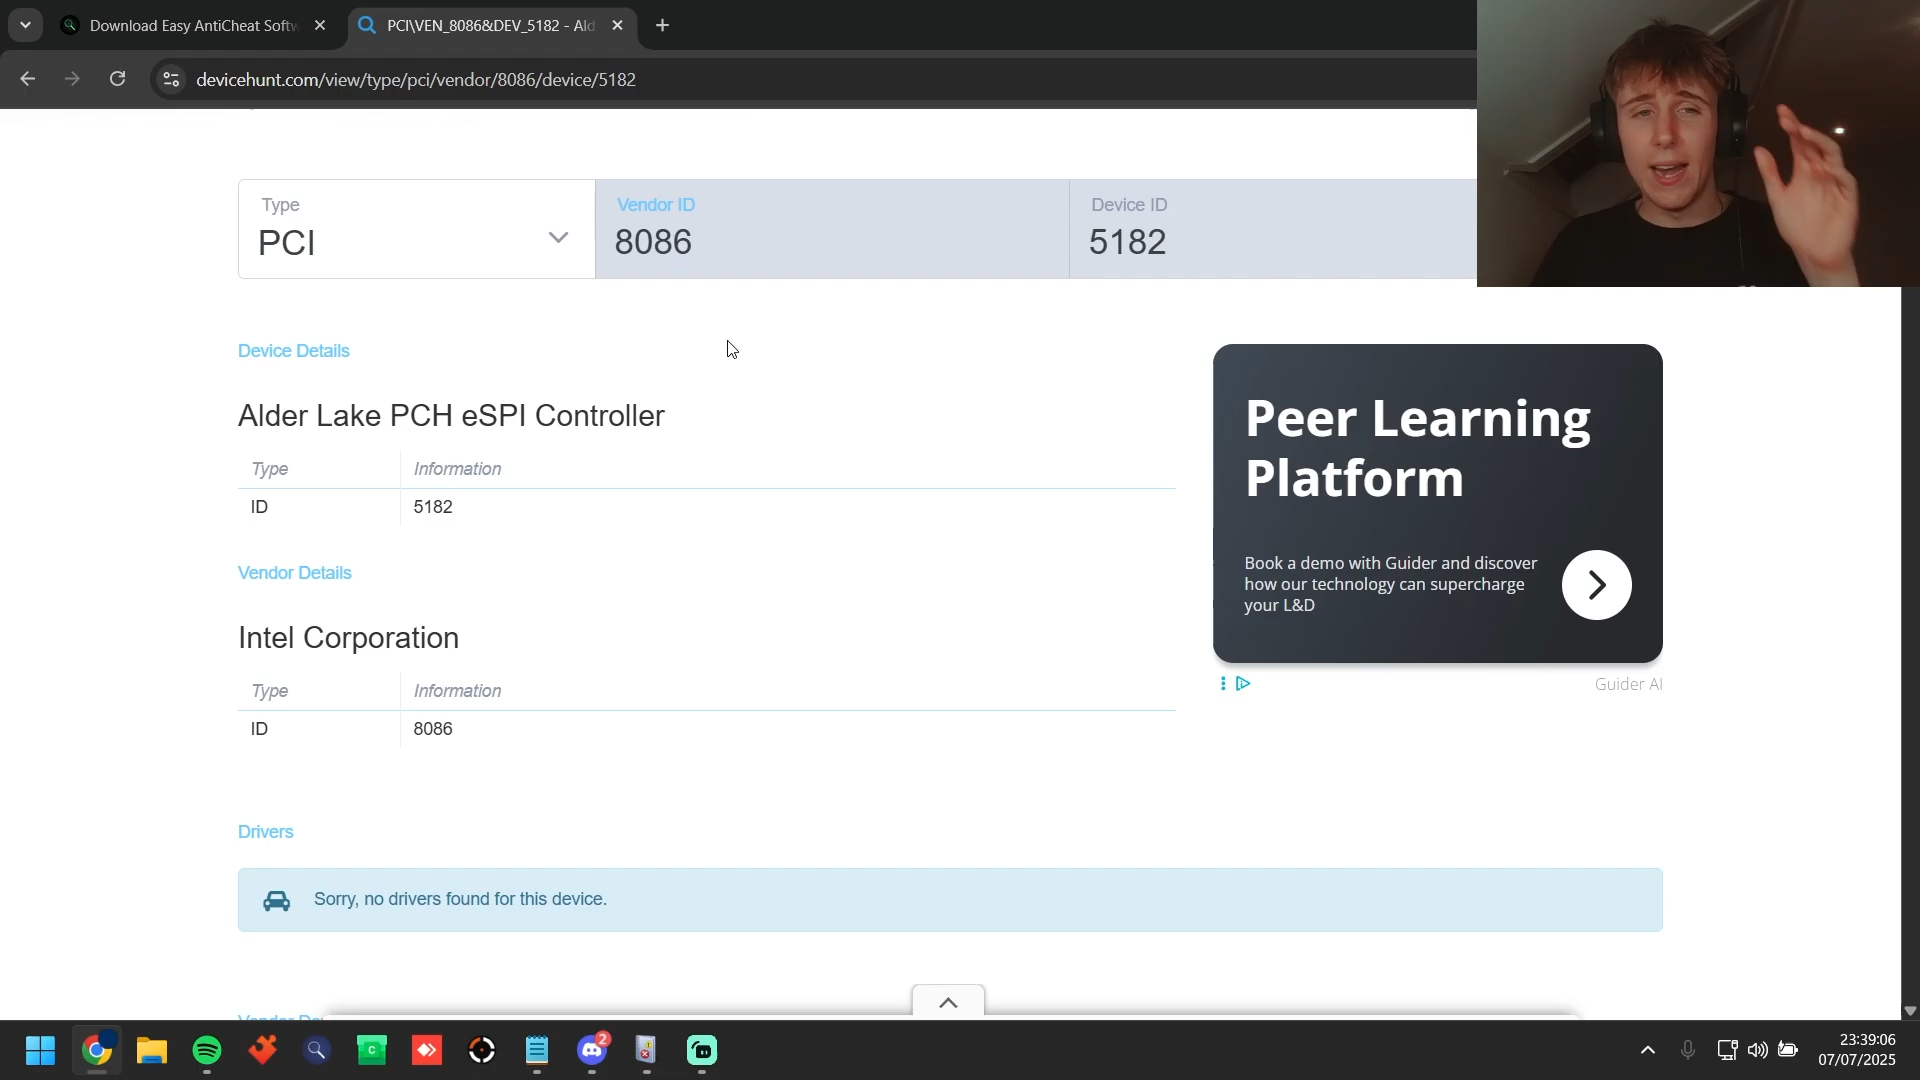 Download Easy AntiCheat Softw
PCI\VEN_8086&DEV_5182 - Ald
devicehunt.com/view/type/pci/vendor/8086/device/5182
Type
PCI
Vendor ID
8086
Device ID
5182
Device Details
Alder Lake PCH eSPI Controller
Type Information
ID 5182
Vendor Details
Intel Corporation
Type Information
ID 8086
Peer Learning
Platform
Book a demo with Guider and discover
how our technology can supercharge
your L&D
Guider AI
Drivers
Sorry, no drivers found for this device.
C
2
23:39:06
07/07/2025